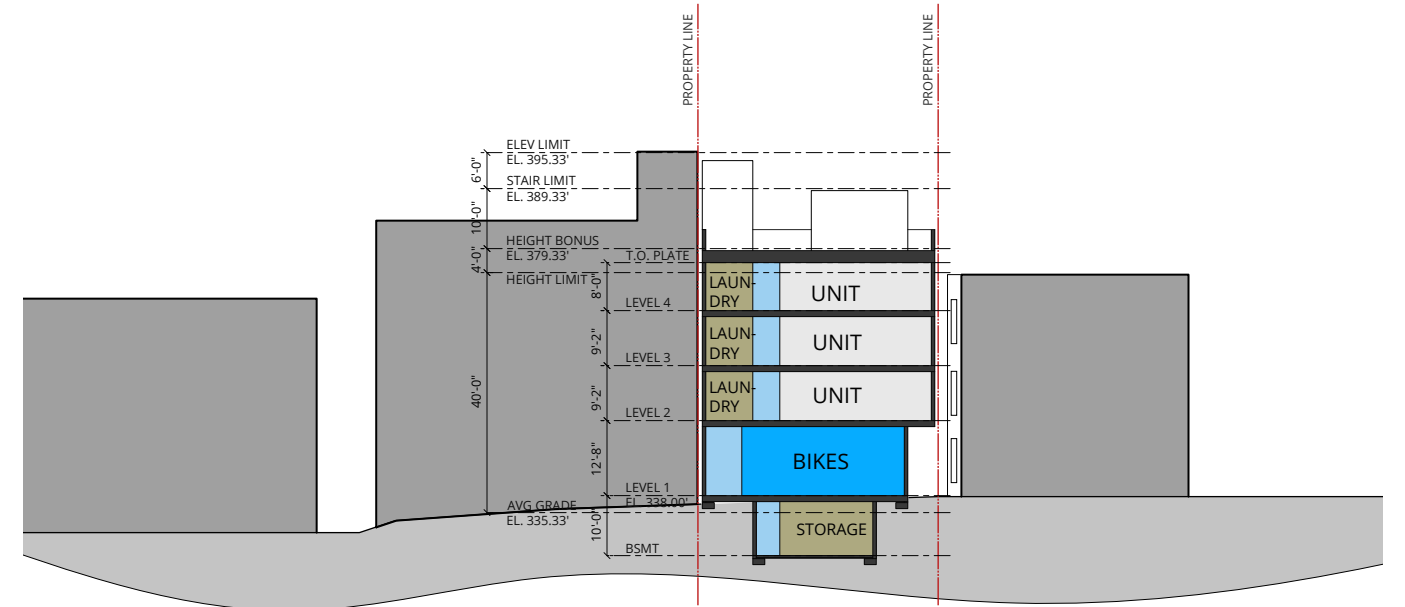 PROPERTY LINE
PROPERTY LINE
ELEV LIMIT
EL. 395.33'
6'-0"
STAIR LIMIT
EL. 389.33'
10'-0"
HEIGHT BONUS
EL. 379.33'
4'-0"
T.O. PLATE
HEIGHT LIMIT
8'-0"
LAUN-
DRY
UNIT
LEVEL 4
9'-2"
LAUN-
DRY
UNIT
LEVEL 3
40'-0"
9'-2"
LAUN-
DRY
UNIT
LEVEL 2
12'-8"
BIKES
LEVEL 1
EL. 338.00'
AVG GRADE
EL. 335.33'
10'-0"
STORAGE
BSMT